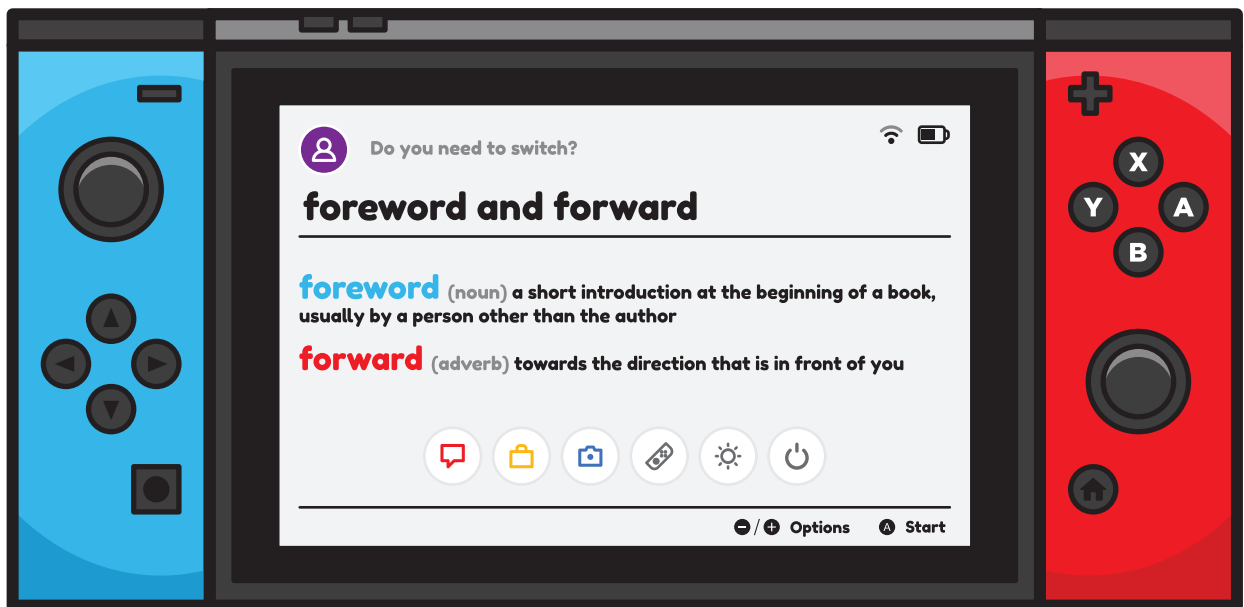 Do you need to switch?
foreword and forward
foreword (noun) a short introduction at the beginning of a book,
usually by a person other than the author
forward (adverb) towards the direction that is in front of you
Options
A Start
X
Y A
B